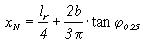 x_N = l_r/4 + 2b/(3π) · tan φ_0.25